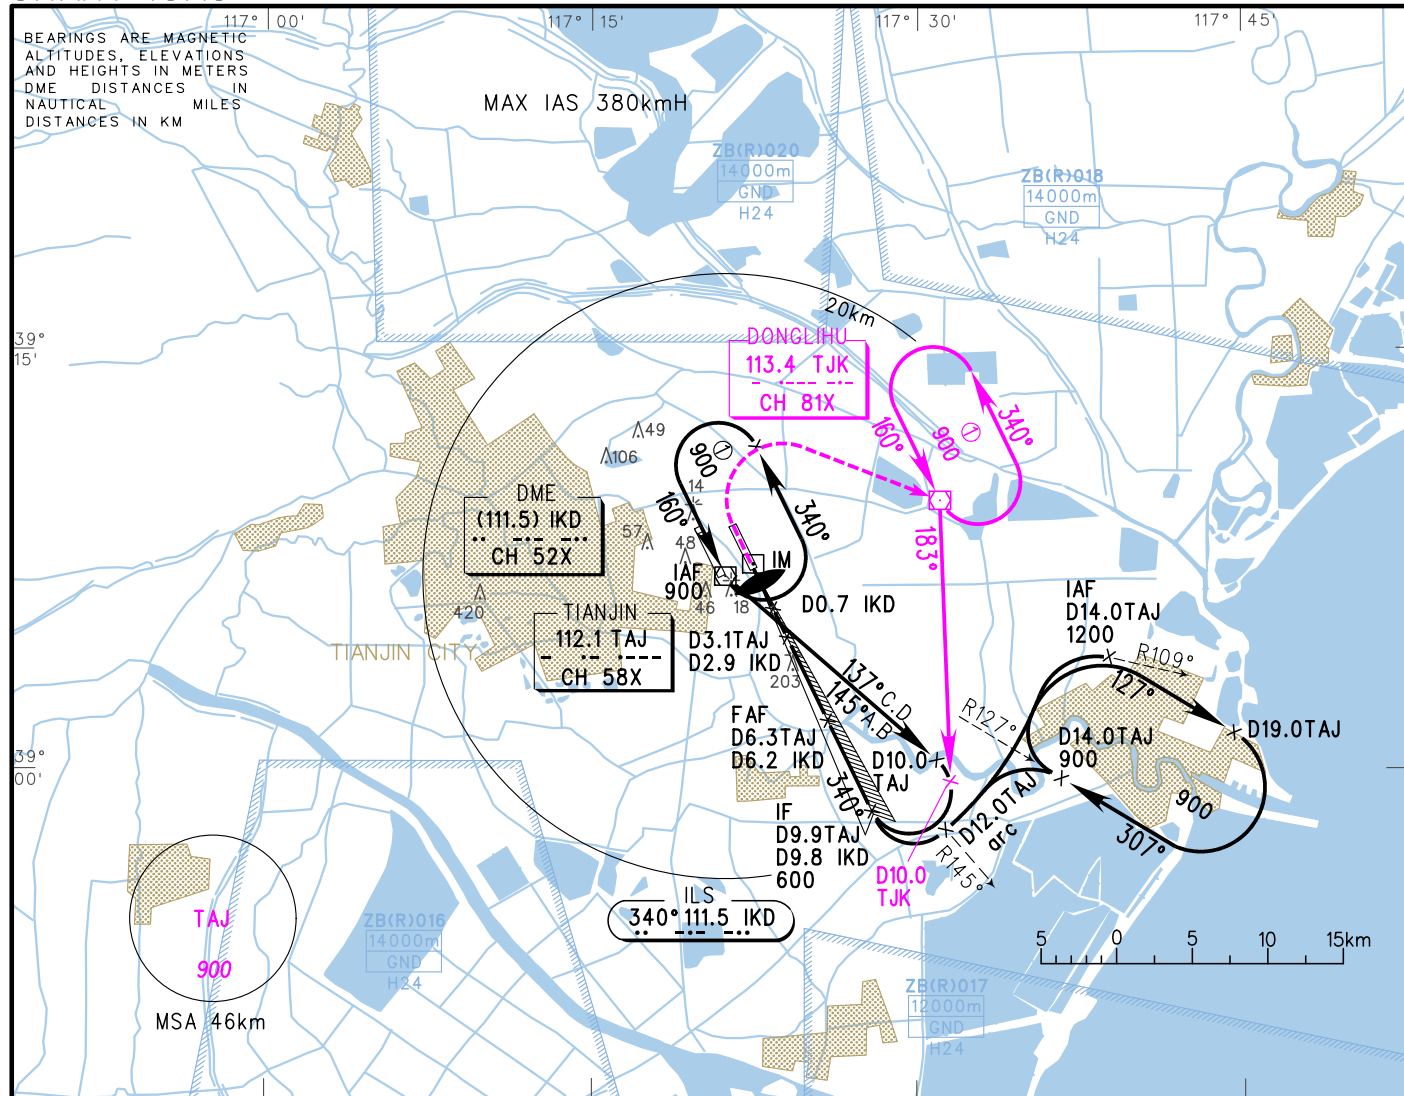 117° 00'
117° 15'
117° 30'
117° 45'
BEARINGS ARE MAGNETIC
ALTITUDES, ELEVATIONS
AND HEIGHTS IN METERS
DME DISTANCES IN
NAUTICAL MILES
DISTANCES IN KM
MAX IAS 380kmH
ZB(R)020
14000m
GND
H24
ZB(R)018
14000m
GND
H24
20km
39°
15'
DONGLIHU
113.4 TJK
CH 81X
340°
160°
900
1
49
106
900
1
14
160°
340°
DME
(111.5) IKD
CH 52X
57
48
183°
IM
IAF
900
46
18
D0.7 IKD
420
IAF
D14.0TAJ
1200
TIANJIN
112.1 TAJ
CH 58X
TIANJIN CITY
D3.1TAJ
D2.9 IKD
203
R109°
127°
137°C.D
145°A.B
FAF
D6.3TAJ
D6.2 IKD
R127°
D14.0TAJ
900
D19.0TAJ
39°
00'
D10.0
TAJ
340°
900
307°
D12.0TAJ
arc
IF
D9.9TAJ
D9.8 IKD
600
R145°
D10.0
TJK
ILS
340° 111.5 IKD
TAJ
900
MSA 46km
ZB(R)016
14000m
GND
H24
5 0 5 10 15km
ZB(R)017
12000m
GND
H24